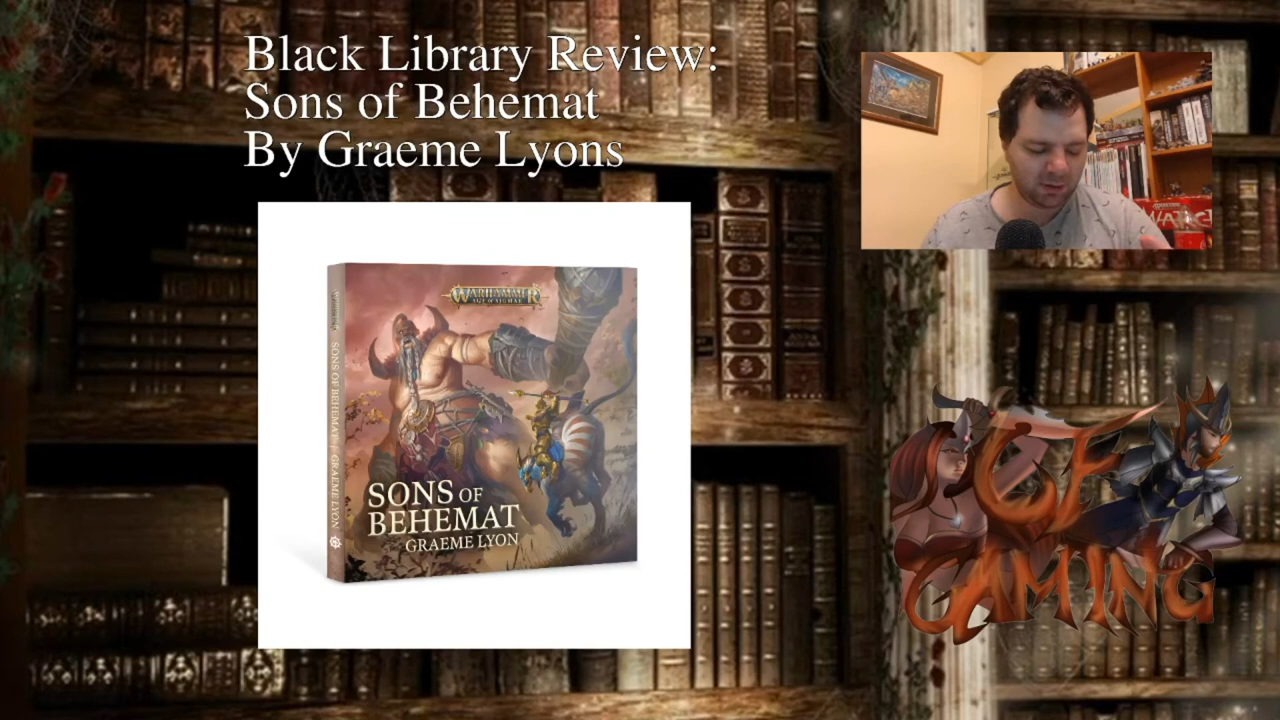 Black Library Review:
Sons of Behemat
By Graeme Lyons
WARHAMMER
AGE OF SIGMAR
SONS OF
BEHEMAT
GRAEME LYON
SONS OF BEHEMAT
GRAEME LYON
CF
GAMING